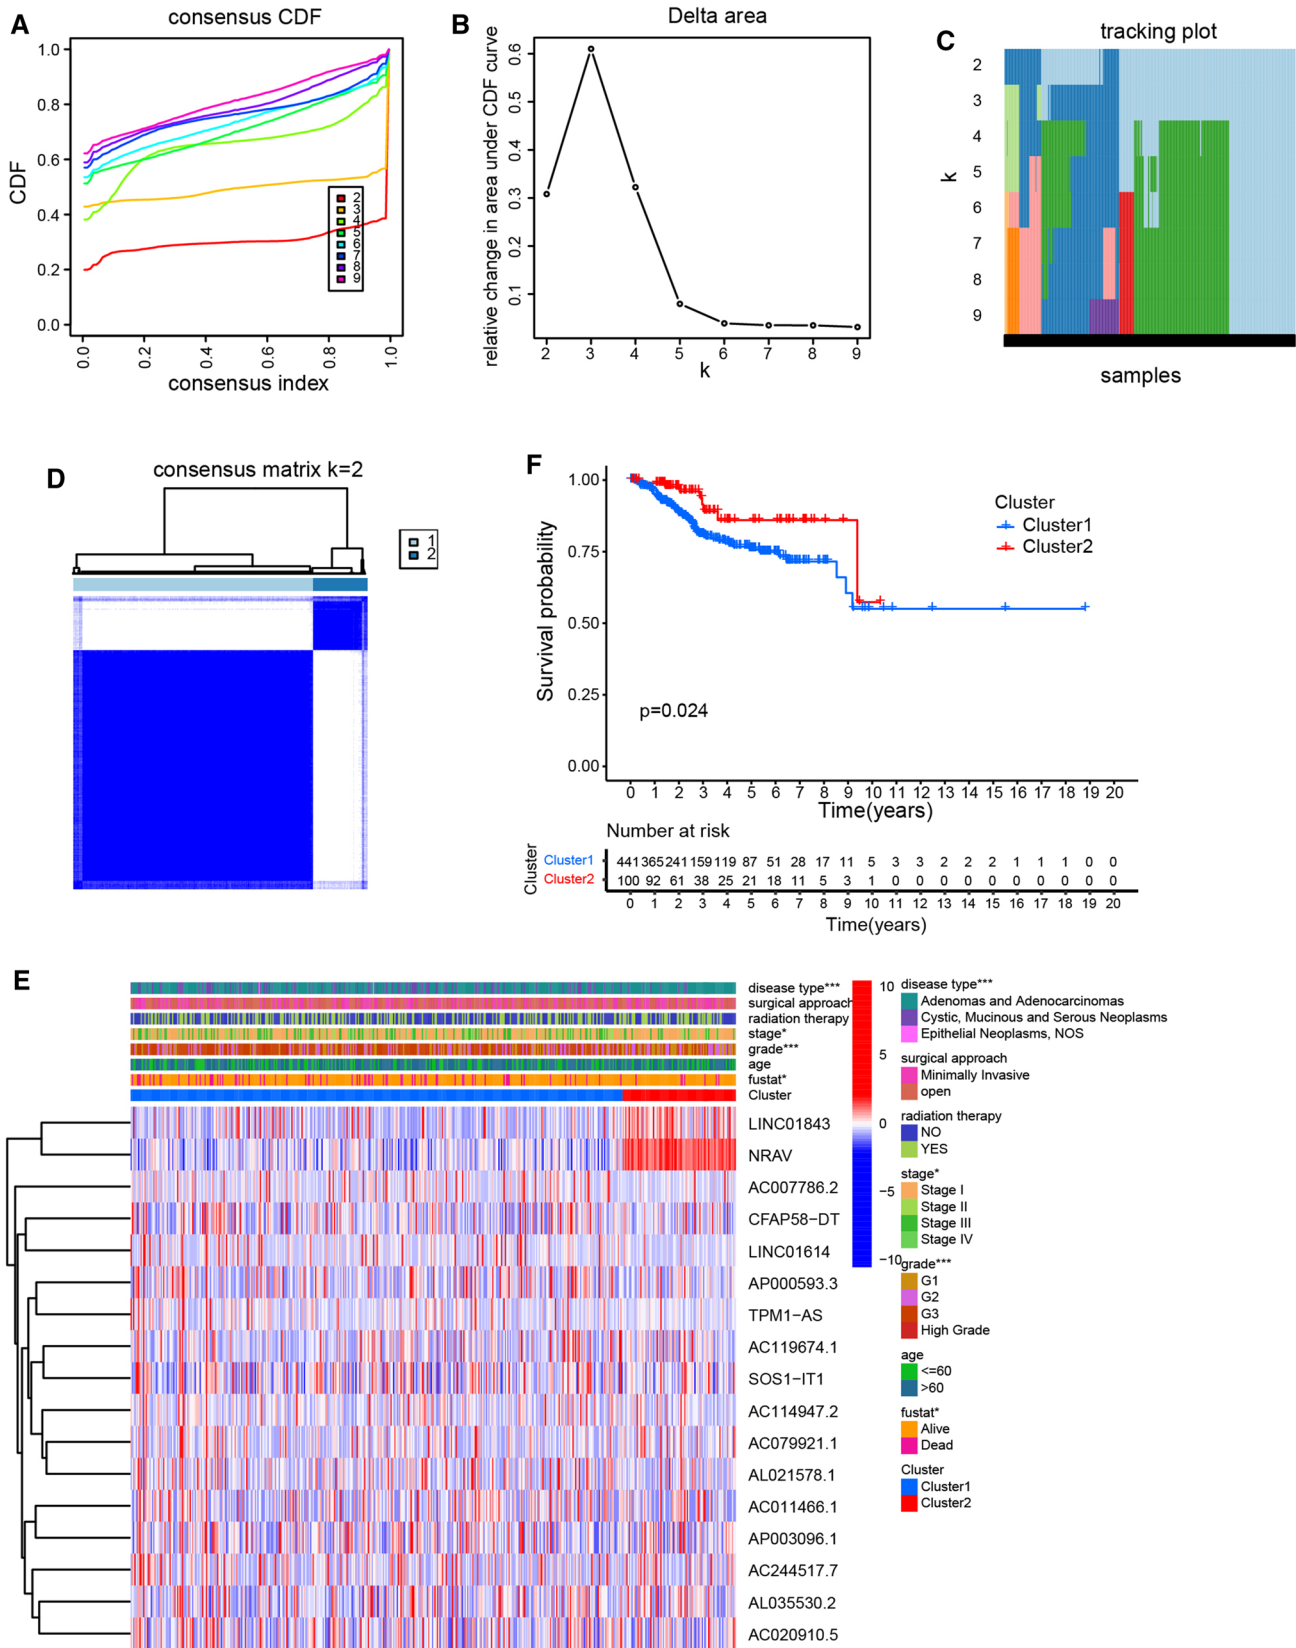 A
consensus CDF
CDF
1.0
0.8
0.6
0.4
0.2
0.0
2
3
4
5
6
7
8
9
0.0 0.2 0.4 0.6 0.8 1.0
consensus index
B
Delta area
relative change in area under CDF curve
0.6
0.5
0.4
0.3
0.2
0.1
2 3 4 5 6 7 8 9
k
C
tracking plot
k
2
3
4
5
6
7
8
9
samples
D
consensus matrix k=2
1
2
F
Survival probability
1.00
0.75
0.50
0.25
0.00
p=0.024
Cluster
Cluster1
Cluster2
0 1 2 3 4 5 6 7 8 9 10 11 12 13 14 15 16 17 18 19 20
Time(years)
Number at risk
Cluster
Cluster1 441 365 241 159 119 87 51 28 17 11 5 3 3 2 2 2 1 1 1 0 0
Cluster2 100 92 61 38 25 21 18 11 5 3 1 0 0 0 0 0 0 0 0 0 0
0 1 2 3 4 5 6 7 8 9 10 11 12 13 14 15 16 17 18 19 20
Time(years)
E
disease type***
surgical approach
radiation therapy
stage*
grade***
age
fustat*
Cluster
LINC01843
NRAV
AC007786.2
CFAP58−DT
LINC01614
AP000593.3
TPM1−AS
AC119674.1
SOS1−IT1
AC114947.2
AC079921.1
AL021578.1
AC011466.1
AP003096.1
AC244517.7
AL035530.2
AC020910.5
10
5
0
−5
−10
disease type***
Adenomas and Adenocarcinomas
Cystic, Mucinous and Serous Neoplasms
Epithelial Neoplasms, NOS
surgical approach
Minimally Invasive
open
radiation therapy
NO
YES
stage*
Stage I
Stage II
Stage III
Stage IV
grade***
G1
G2
G3
High Grade
age
<=60
>60
fustat*
Alive
Dead
Cluster
Cluster1
Cluster2